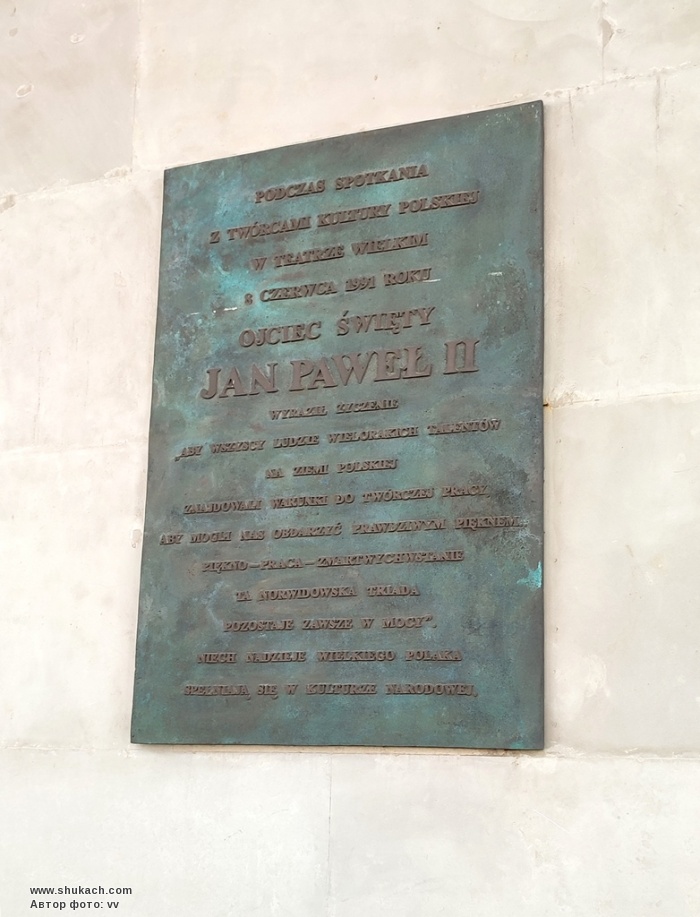 PODCZAS SPOTKANIA
Z TWÓRCAMI KULTURY POLSKIEJ
W TEATRZE WIELKIM
8 CZERWCA 1991 ROKU
OJCIEC ŚWIĘTY
JAN PAWEŁ II
WYRAZIŁ ŻYCZENIE
„ABY WSZYSCY LUDZIE WIELORAKICH TALENTÓW
NA ZIEMI POLSKIEJ
ZNAJDOWALI WARUNKI DO TWÓRCZEJ PRACY,
ABY MOGLI NAS OBDARZYĆ PRAWDZIWYM PIĘKNEM...
PIĘKNO–PRACA–ZMARTWYCHWSTANIE
TA NORWIDOWSKA TRIADA
POZOSTAJE ZAWSZE W MOCY".
NIECH NADZIEJE WIELKIEGO POLAKA
SPEŁNIAJĄ SIĘ W KULTURZE NARODOWEJ.
www.shukach.com
Автор фото: vv